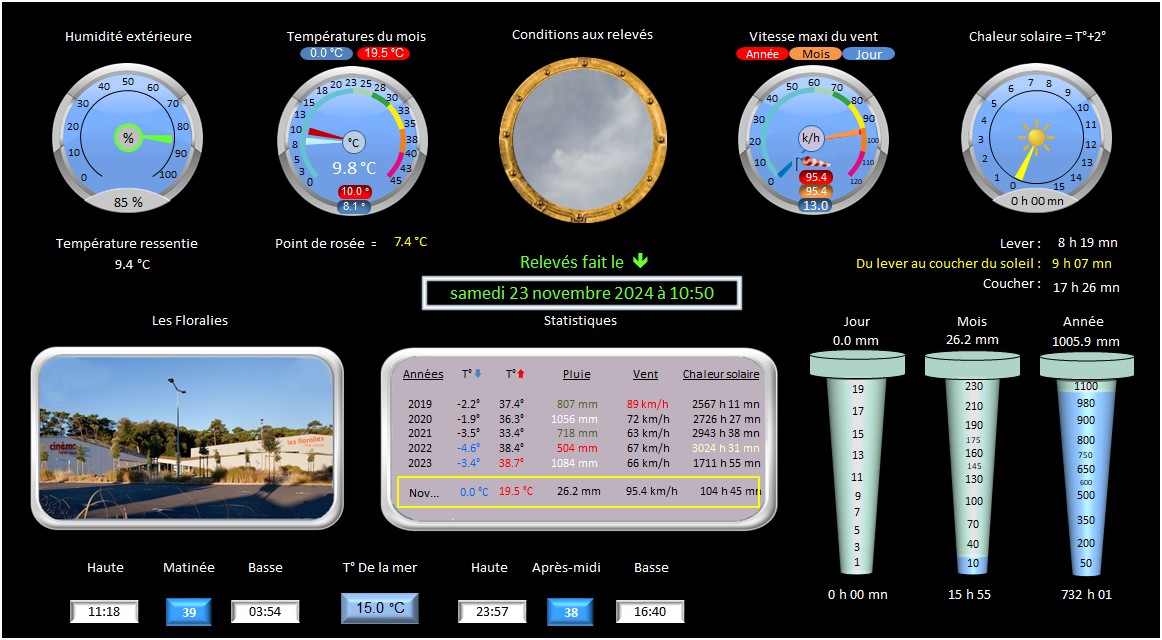 Humidité extérieure
Températures du mois
Conditions aux relevés
Vitesse maxi du vent
Chaleur solaire = T°+2°
0.0 °C 19.5 °C
Année Mois Jour
0 10 20 30 40 50 60 70 80 90 100
%
85 %
0 3 5 8 10 13 15 18 20 23 25 28 30 33 35 38 40 43 45
°C
9.8 °C
10.0 °
8.1 °
0 10 20 30 40 50 60 70 80 90 100 110 120
k/h
95.4
95.4
13.0
0 1 2 3 4 5 6 7 8 9 10 11 12 13 14 15
0 h 00 mn
Température ressentie
9.4 °C
Point de rosée = 7.4 °C
Relevés fait le
samedi 23 novembre 2024 à 10:50
Lever : 8 h 19 mn
Du lever au coucher du soleil : 9 h 07 mn
Coucher : 17 h 26 mn
Les Floralies
cinéma
les floralies
Statistiques
Années T° T° Pluie Vent Chaleur solaire
2019 -2.2° 37.4° 807 mm 89 km/h 2567 h 11 mn
2020 -1.9° 36.3° 1056 mm 72 km/h 2726 h 27 mn
2021 -3.5° 33.4° 718 mm 63 km/h 2943 h 38 mn
2022 -4.6° 38.4° 504 mm 67 km/h 3024 h 31 mn
2023 -3.4° 38.7° 1084 mm 66 km/h 1711 h 55 mn
Nov... 0.0 °C 19.5 °C 26.2 mm 95.4 km/h 104 h 45 mn
Jour
0.0 mm
19
17
15
13
11
9
7
5
3
1
0 h 00 mn
Mois
26.2 mm
230
210
190
175
160
145
130
100
70
40
10
15 h 55
Année
1005.9 mm
1100
980
900
800
750
650
600
500
350
200
50
732 h 01
Haute Matinée Basse T° De la mer Haute Après-midi Basse
11:18 39 03:54 15.0 °C 23:57 38 16:40